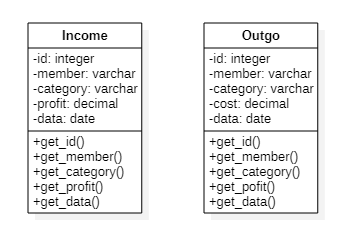 Income
-id: integer
-member: varchar
-category: varchar
-profit: decimal
-data: date
+get_id()
+get_member()
+get_category()
+get_profit()
+get_data()
Outgo
-id: integer
-member: varchar
-category: varchar
-cost: decimal
-data: date
+get_id()
+get_member()
+get_category()
+get_pofit()
+get_data()